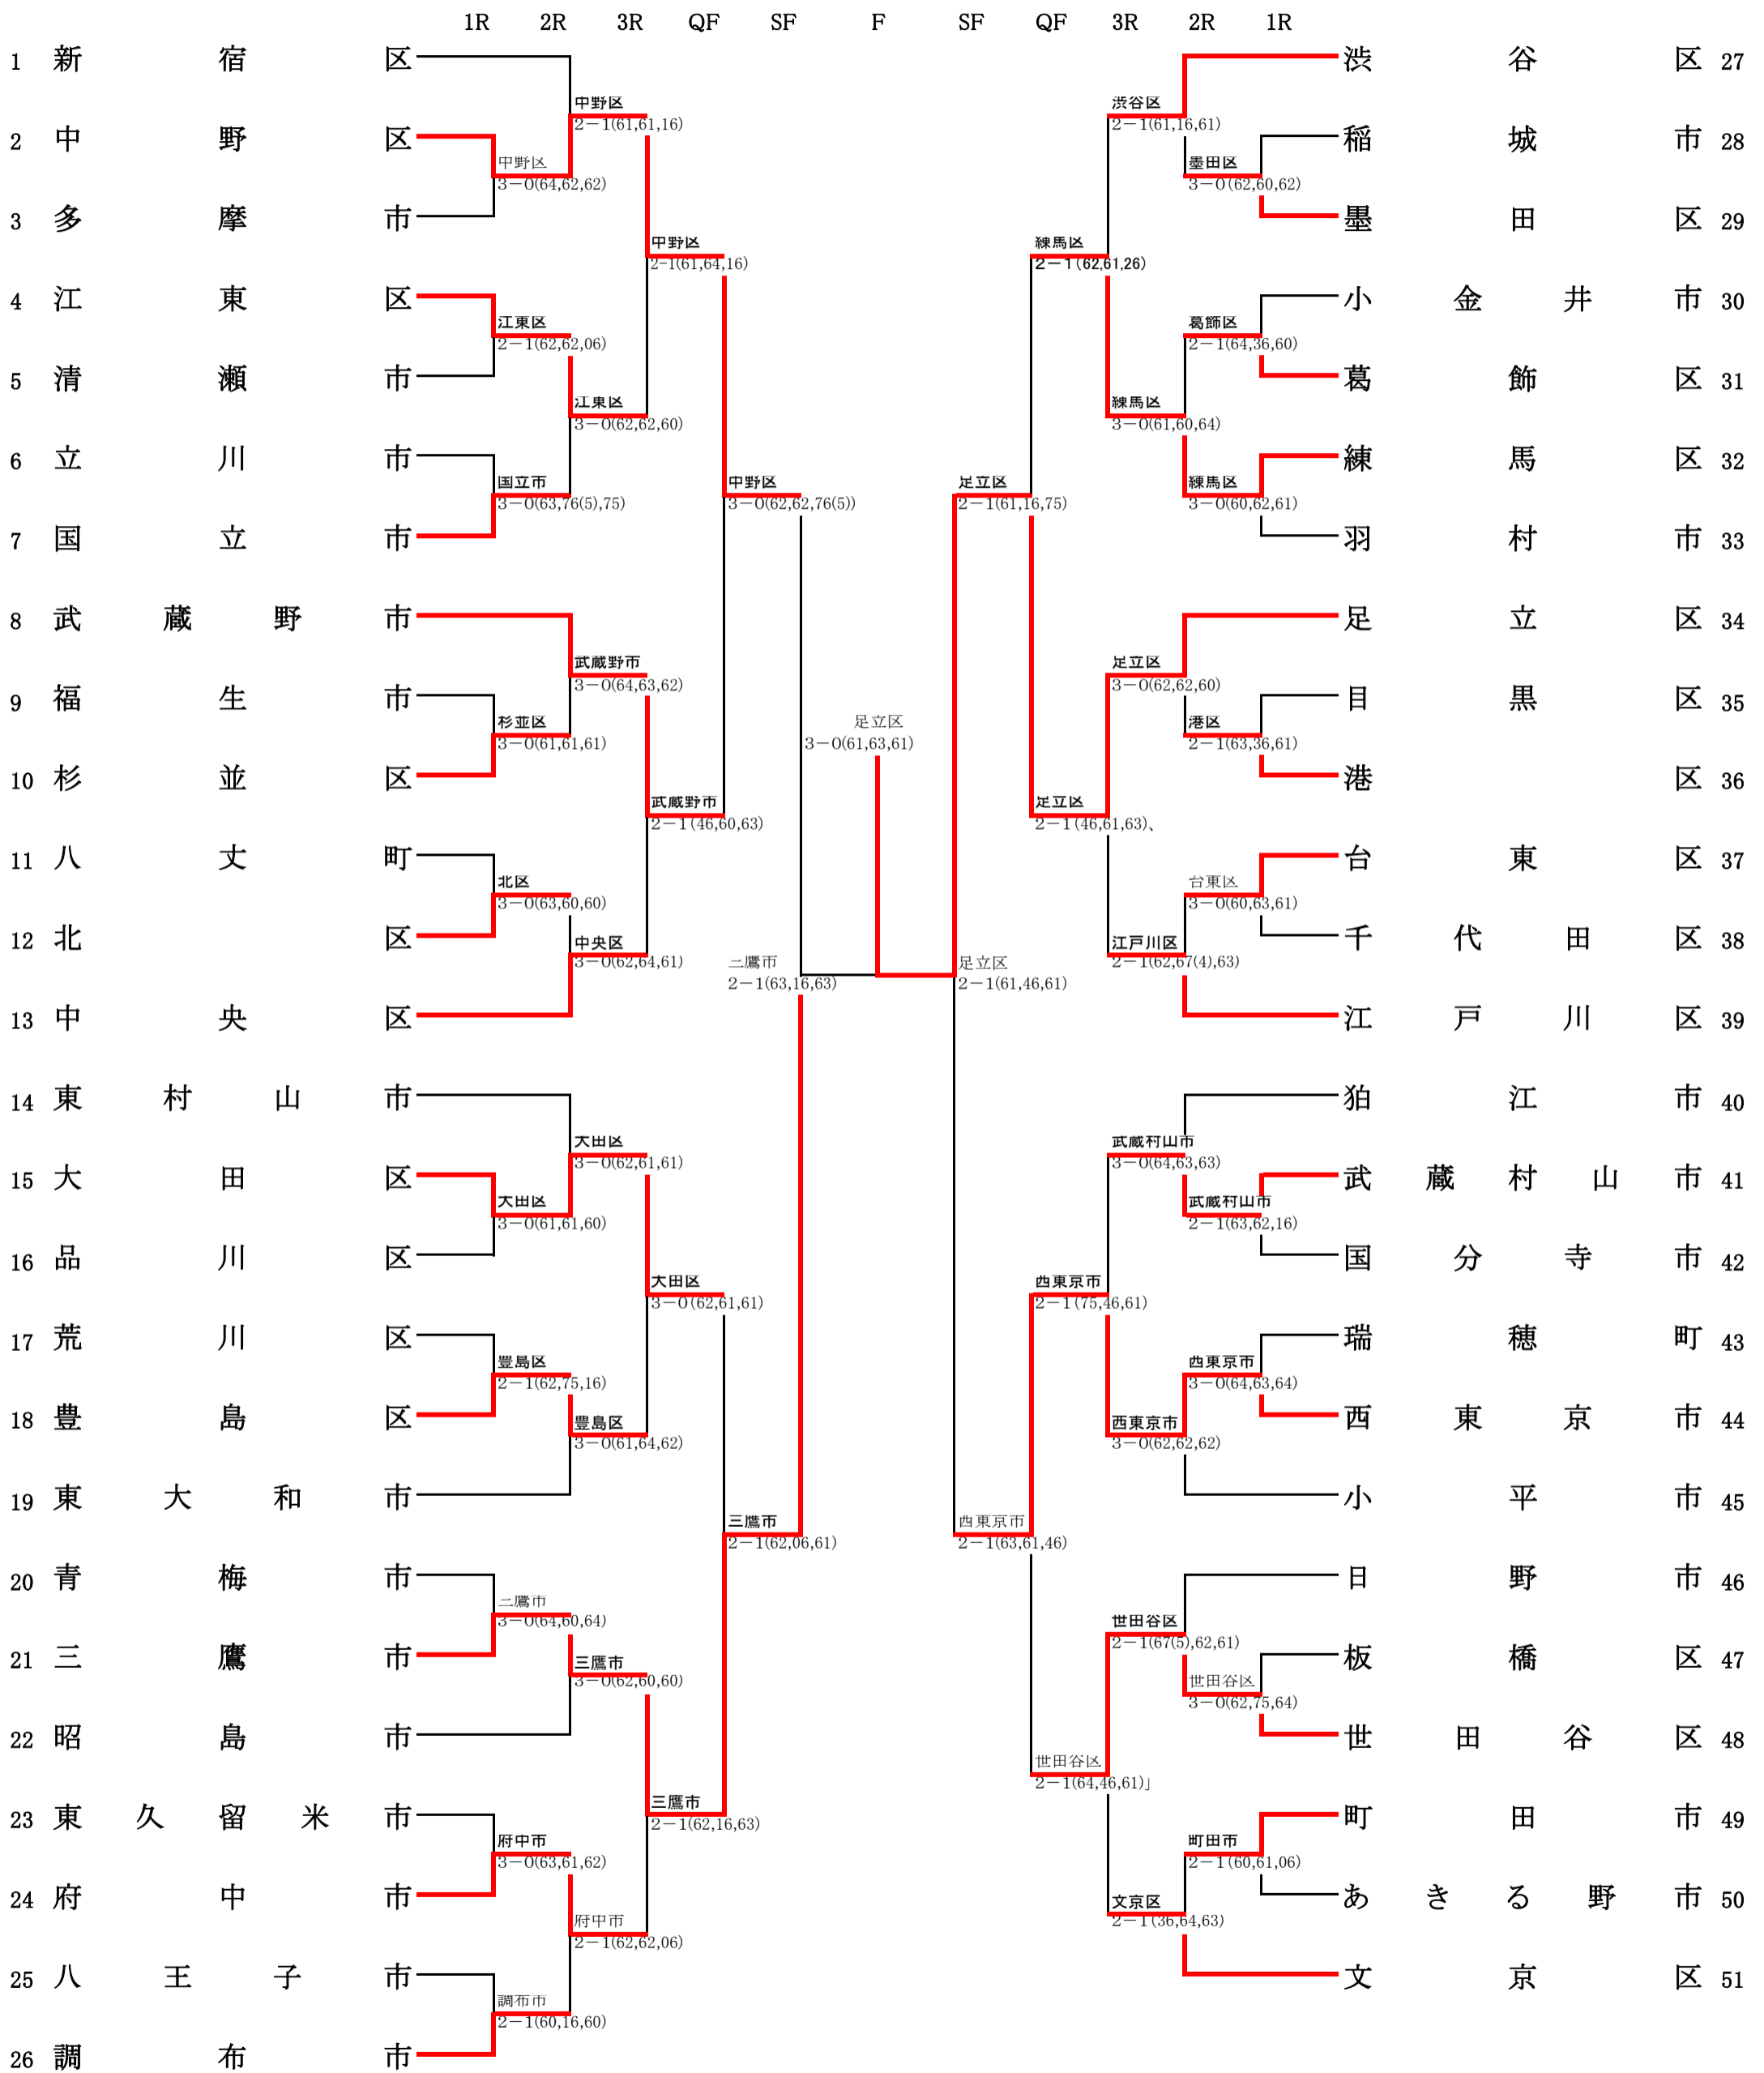 1R 2R 3R QF SF F SF QF 3R 2R 1R
1 新宿区
2 中野区
3 多摩市
4 江東区
5 清瀬市
6 立川市
7 国立市
8 武蔵野市
9 福生市
10 杉並区
11 八丈町
12 北区
13 中央区
14 東村山市
15 大田区
16 品川区
17 荒川区
18 豊島区
19 東大和市
20 青梅市
21 三鷹市
22 昭島市
23 東久留米市
24 府中市
25 八王子市
26 調布市
中野区
3－0(64,62,62)
江東区
2－1(62,62,06)
国立市
3－0(63,76(5),75)
杉並区
3－0(61,61,61)
北区
3－0(63,60,60)
大田区
3－0(61,61,60)
豊島区
2－1(62,75,16)
三鷹市
3－0(64,60,64)
府中市
3－0(63,61,62)
調布市
2－1(60,16,60)
中野区
2－1(61,61,16)
江東区
3－0(62,62,60)
武蔵野市
3－0(64,63,62)
中央区
3－0(62,64,61)
大田区
3－0(62,61,61)
豊島区
3－0(61,64,62)
三鷹市
3－0(62,60,60)
府中市
2－1(62,62,06)
中野区
2-1(61,64,16)
武蔵野市
2－1(46,60,63)
大田区
3－0(62,61,61)
三鷹市
2－1(62,16,63)
中野区
3－0(62,62,76(5))
三鷹市
2－1(62,06,61)
三鷹市
2－1(63,16,63)
足立区
3－0(61,63,61)
足立区
2－1(61,46,61)
足立区
2－1(61,16,75)
西東京市
2－1(63,61,46)
練馬区
2－1(62,61,26)
足立区
2－1(46,61,63)、
西東京市
2－1(75,46,61)
世田谷区
2－1(64,46,61)」
渋谷区
2－1(61,16,61)
練馬区
3－0(61,60,64)
足立区
3－0(62,62,60)
江戸川区
2－1(62,67(4),63)
武蔵村山市
3－0(64,63,63)
西東京市
3－0(62,62,62)
世田谷区
2－1(67(5),62,61)
文京区
2－1(36,64,63)
墨田区
3－0(62,60,62)
葛飾区
2－1(64,36,60)
練馬区
3－0(60,62,61)
港区
2－1(63,36,61)
台東区
3－0(60,63,61)
武蔵村山市
2－1(63,62,16)
西東京市
3－0(64,63,64)
世田谷区
3－0(62,75,64)
町田市
2－1(60,61,06)
渋谷区 27
稲城市 28
墨田区 29
小金井市 30
葛飾区 31
練馬区 32
羽村市 33
足立区 34
目黒区 35
港区 36
台東区 37
千代田区 38
江戸川区 39
狛江市 40
武蔵村山市 41
国分寺市 42
瑞穂町 43
西東京市 44
小平市 45
日野市 46
板橋区 47
世田谷区 48
町田市 49
あきる野市 50
文京区 51